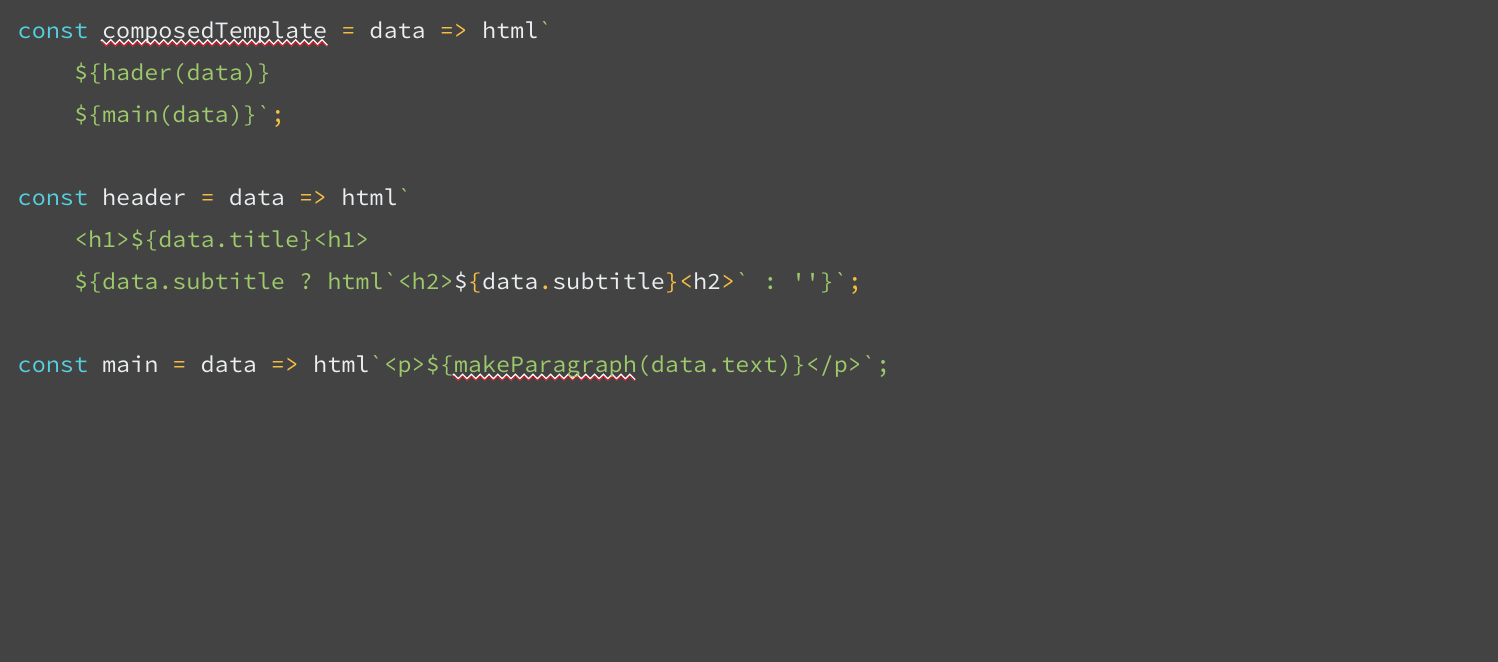 const composedTemplate = data => html`
    ${hader(data)}
    ${main(data)}`;

const header = data => html`
    <h1>${data.title}<h1>
    ${data.subtitle ? html`<h2>${data.subtitle}<h2>` : ''}`;

const main = data => html`<p>${makeParagraph(data.text)}</p>`;